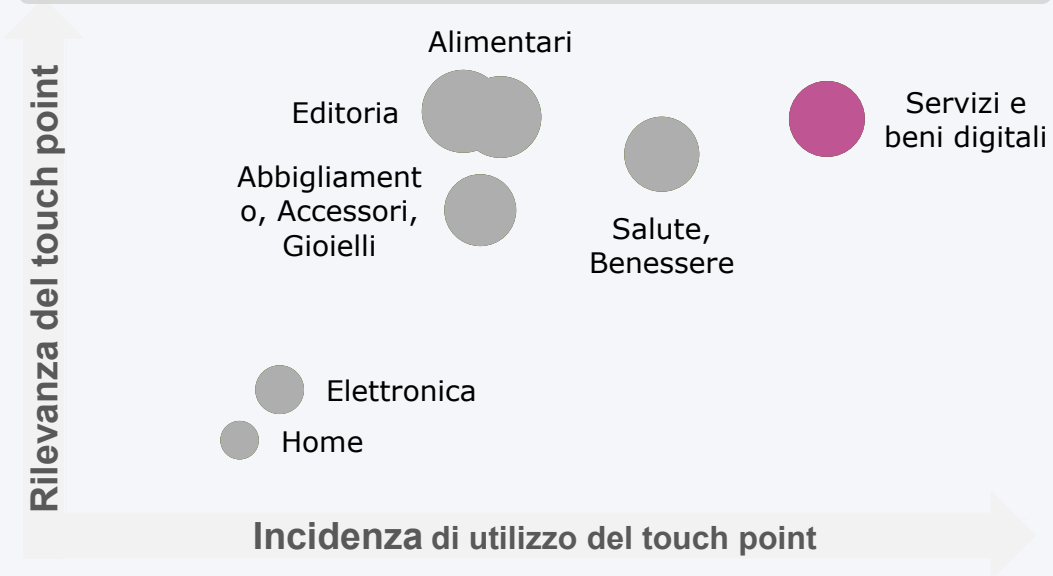 Rilevanza del touch point
Alimentari
Editoria
Servizi e
beni digitali
Abbigliament
o, Accessori,
Gioielli
Salute,
Benessere
Elettronica
Home
Incidenza di utilizzo del touch point